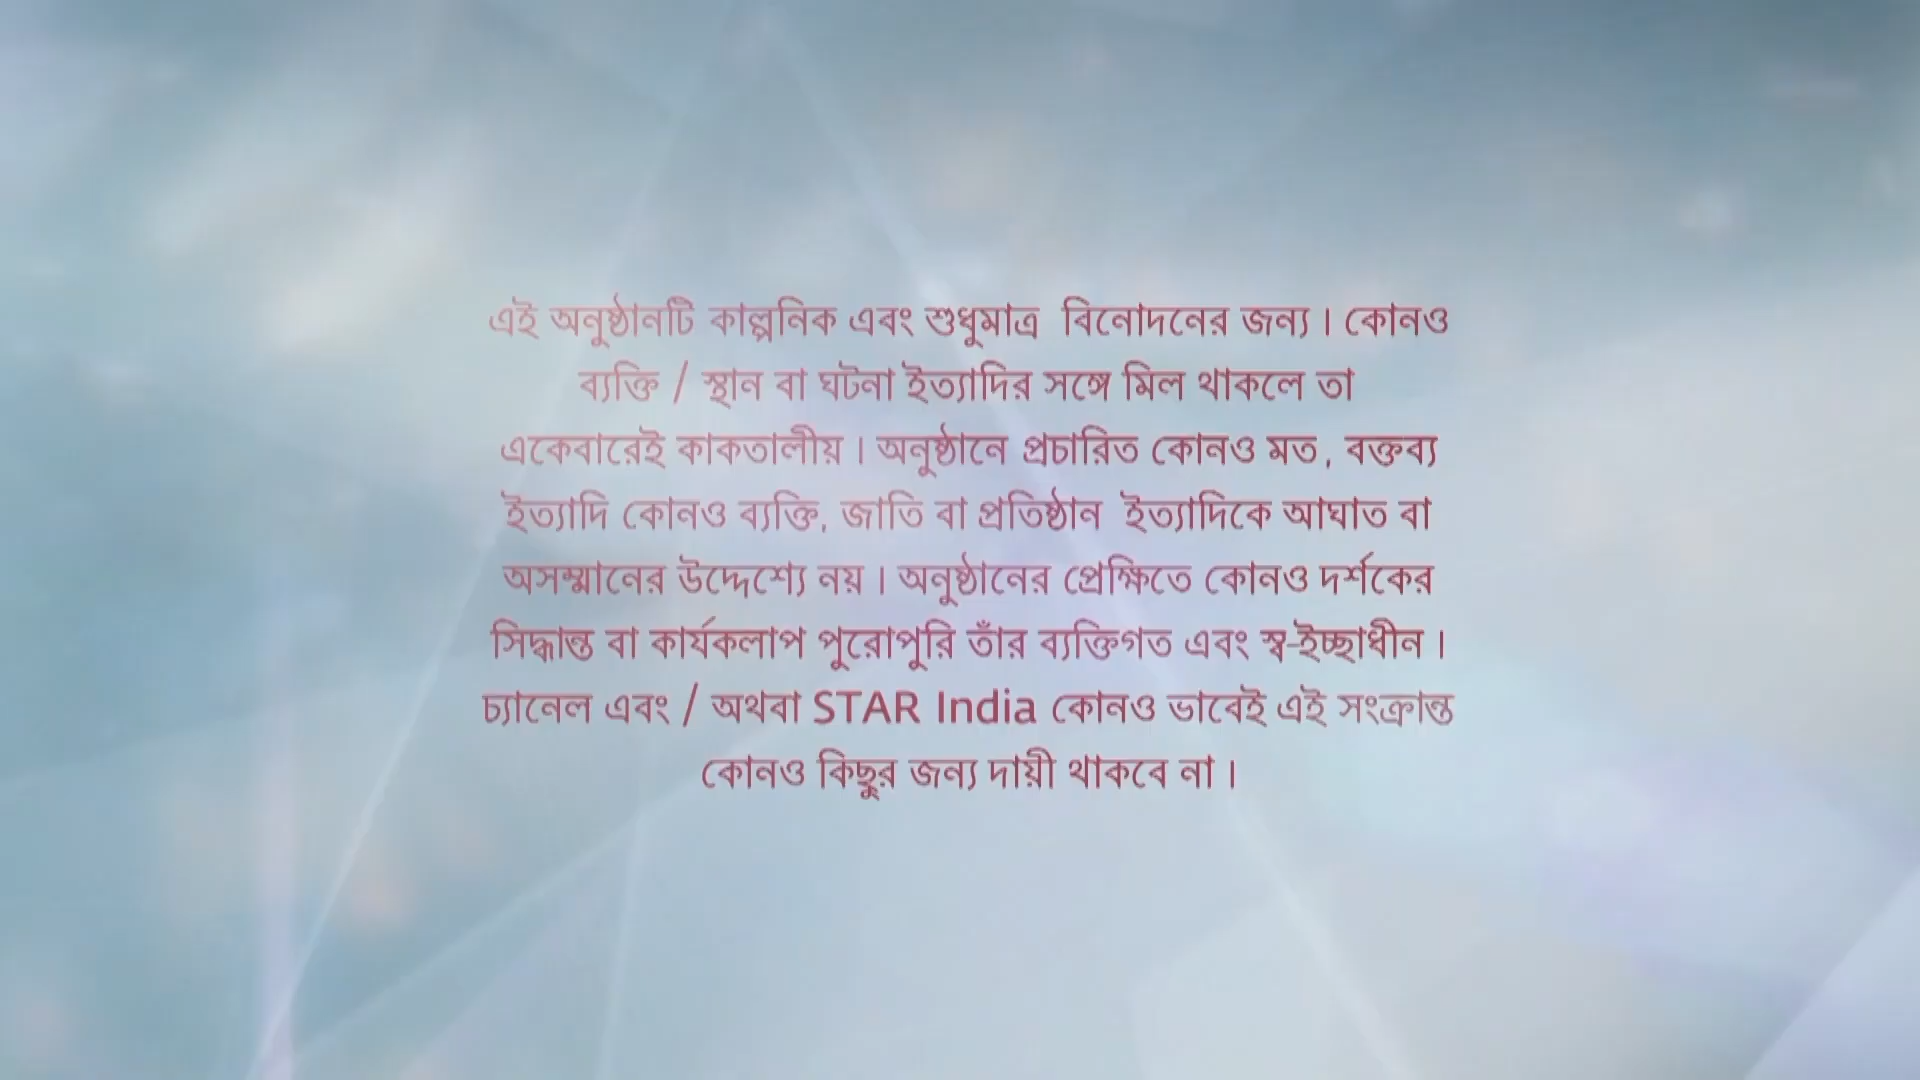 এই অনুষ্ঠানটি কাল্পনিক এবং শুধুমাত্র বিনোদনের জন্য । কোনও
ব্যক্তি / স্থান বা ঘটনা ইত্যাদির সঙ্গে মিল থাকলে তা
একেবারেই কাকতালীয় । অনুষ্ঠানে প্রচারিত কোনও মত, বক্তব্য
ইত্যাদি কোনও ব্যক্তি, জাতি বা প্রতিষ্ঠান ইত্যাদিকে আঘাত বা
অসম্মানের উদ্দেশ্যে নয় । অনুষ্ঠানের প্রেক্ষিতে কোনও দর্শকের
সিদ্ধান্ত বা কার্যকলাপ পুরোপুরি তাঁর ব্যক্তিগত এবং স্ব-ইচ্ছাধীন ।
চ্যানেল এবং / অথবা STAR India কোনও ভাবেই এই সংক্রান্ত
কোনও কিছুর জন্য দায়ী থাকবে না ।